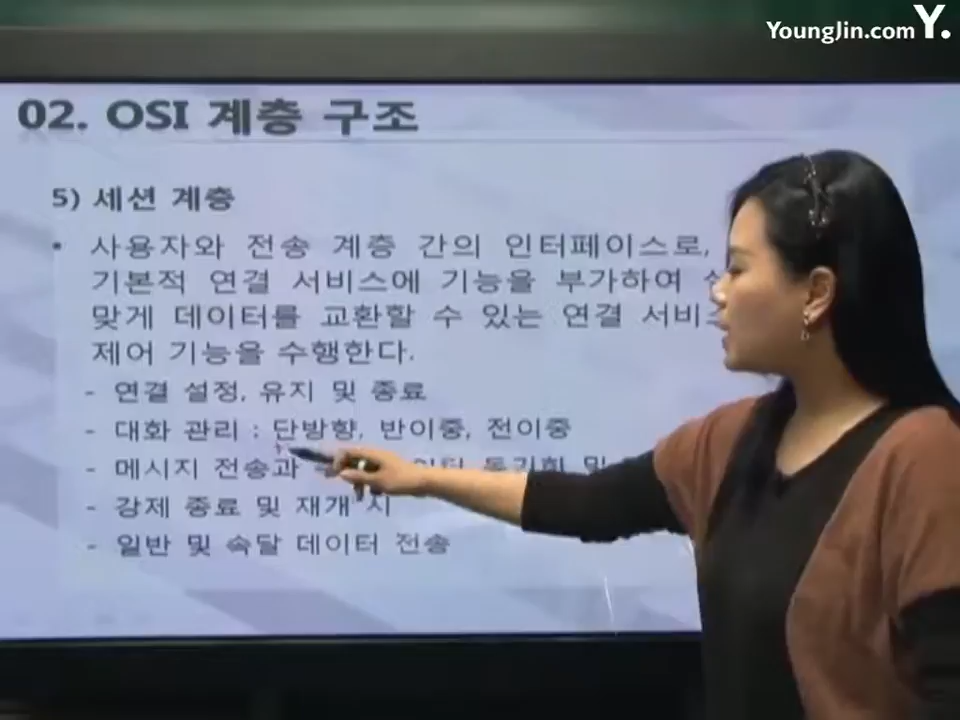 YoungJin.com Y.
02. OSI 계층 구조
5) 세션 계층
• 사용자와 전송 계층 간의 인터페이스로,
기본적 연결 서비스에 기능을 부가하여
맞게 데이터를 교환할 수 있는 연결 서비스
제어 기능을 수행한다.
- 연결 설정, 유지 및 종료
- 대화 관리 : 단방향, 반이중, 전이중
- 메시지 전송과 동기화 및
- 강제 종료 및 재개시
- 일반 및 속달 데이터 전송